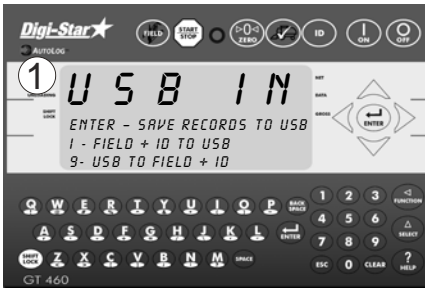 Digi-Star
FIELD
START
STOP
ZERO
ID
ON
OFF
AUTOLOG
1
USB IN
ENTER - SAVE RECORDS TO USB
1 - FIELD + ID TO USB
9- USB TO FIELD + ID
SHIFT
LOCK
NET
DATA
GROSS
ENTER
Q W E R T Y U I O P BACK SPACE
A S D F G H J K L ENTER
SHIFT LOCK Z X C V B N M SPACE
1 2 3 FUNCTION
4 5 6 SELECT
7 8 9
ESC 0 CLEAR ? HELP
GT 460